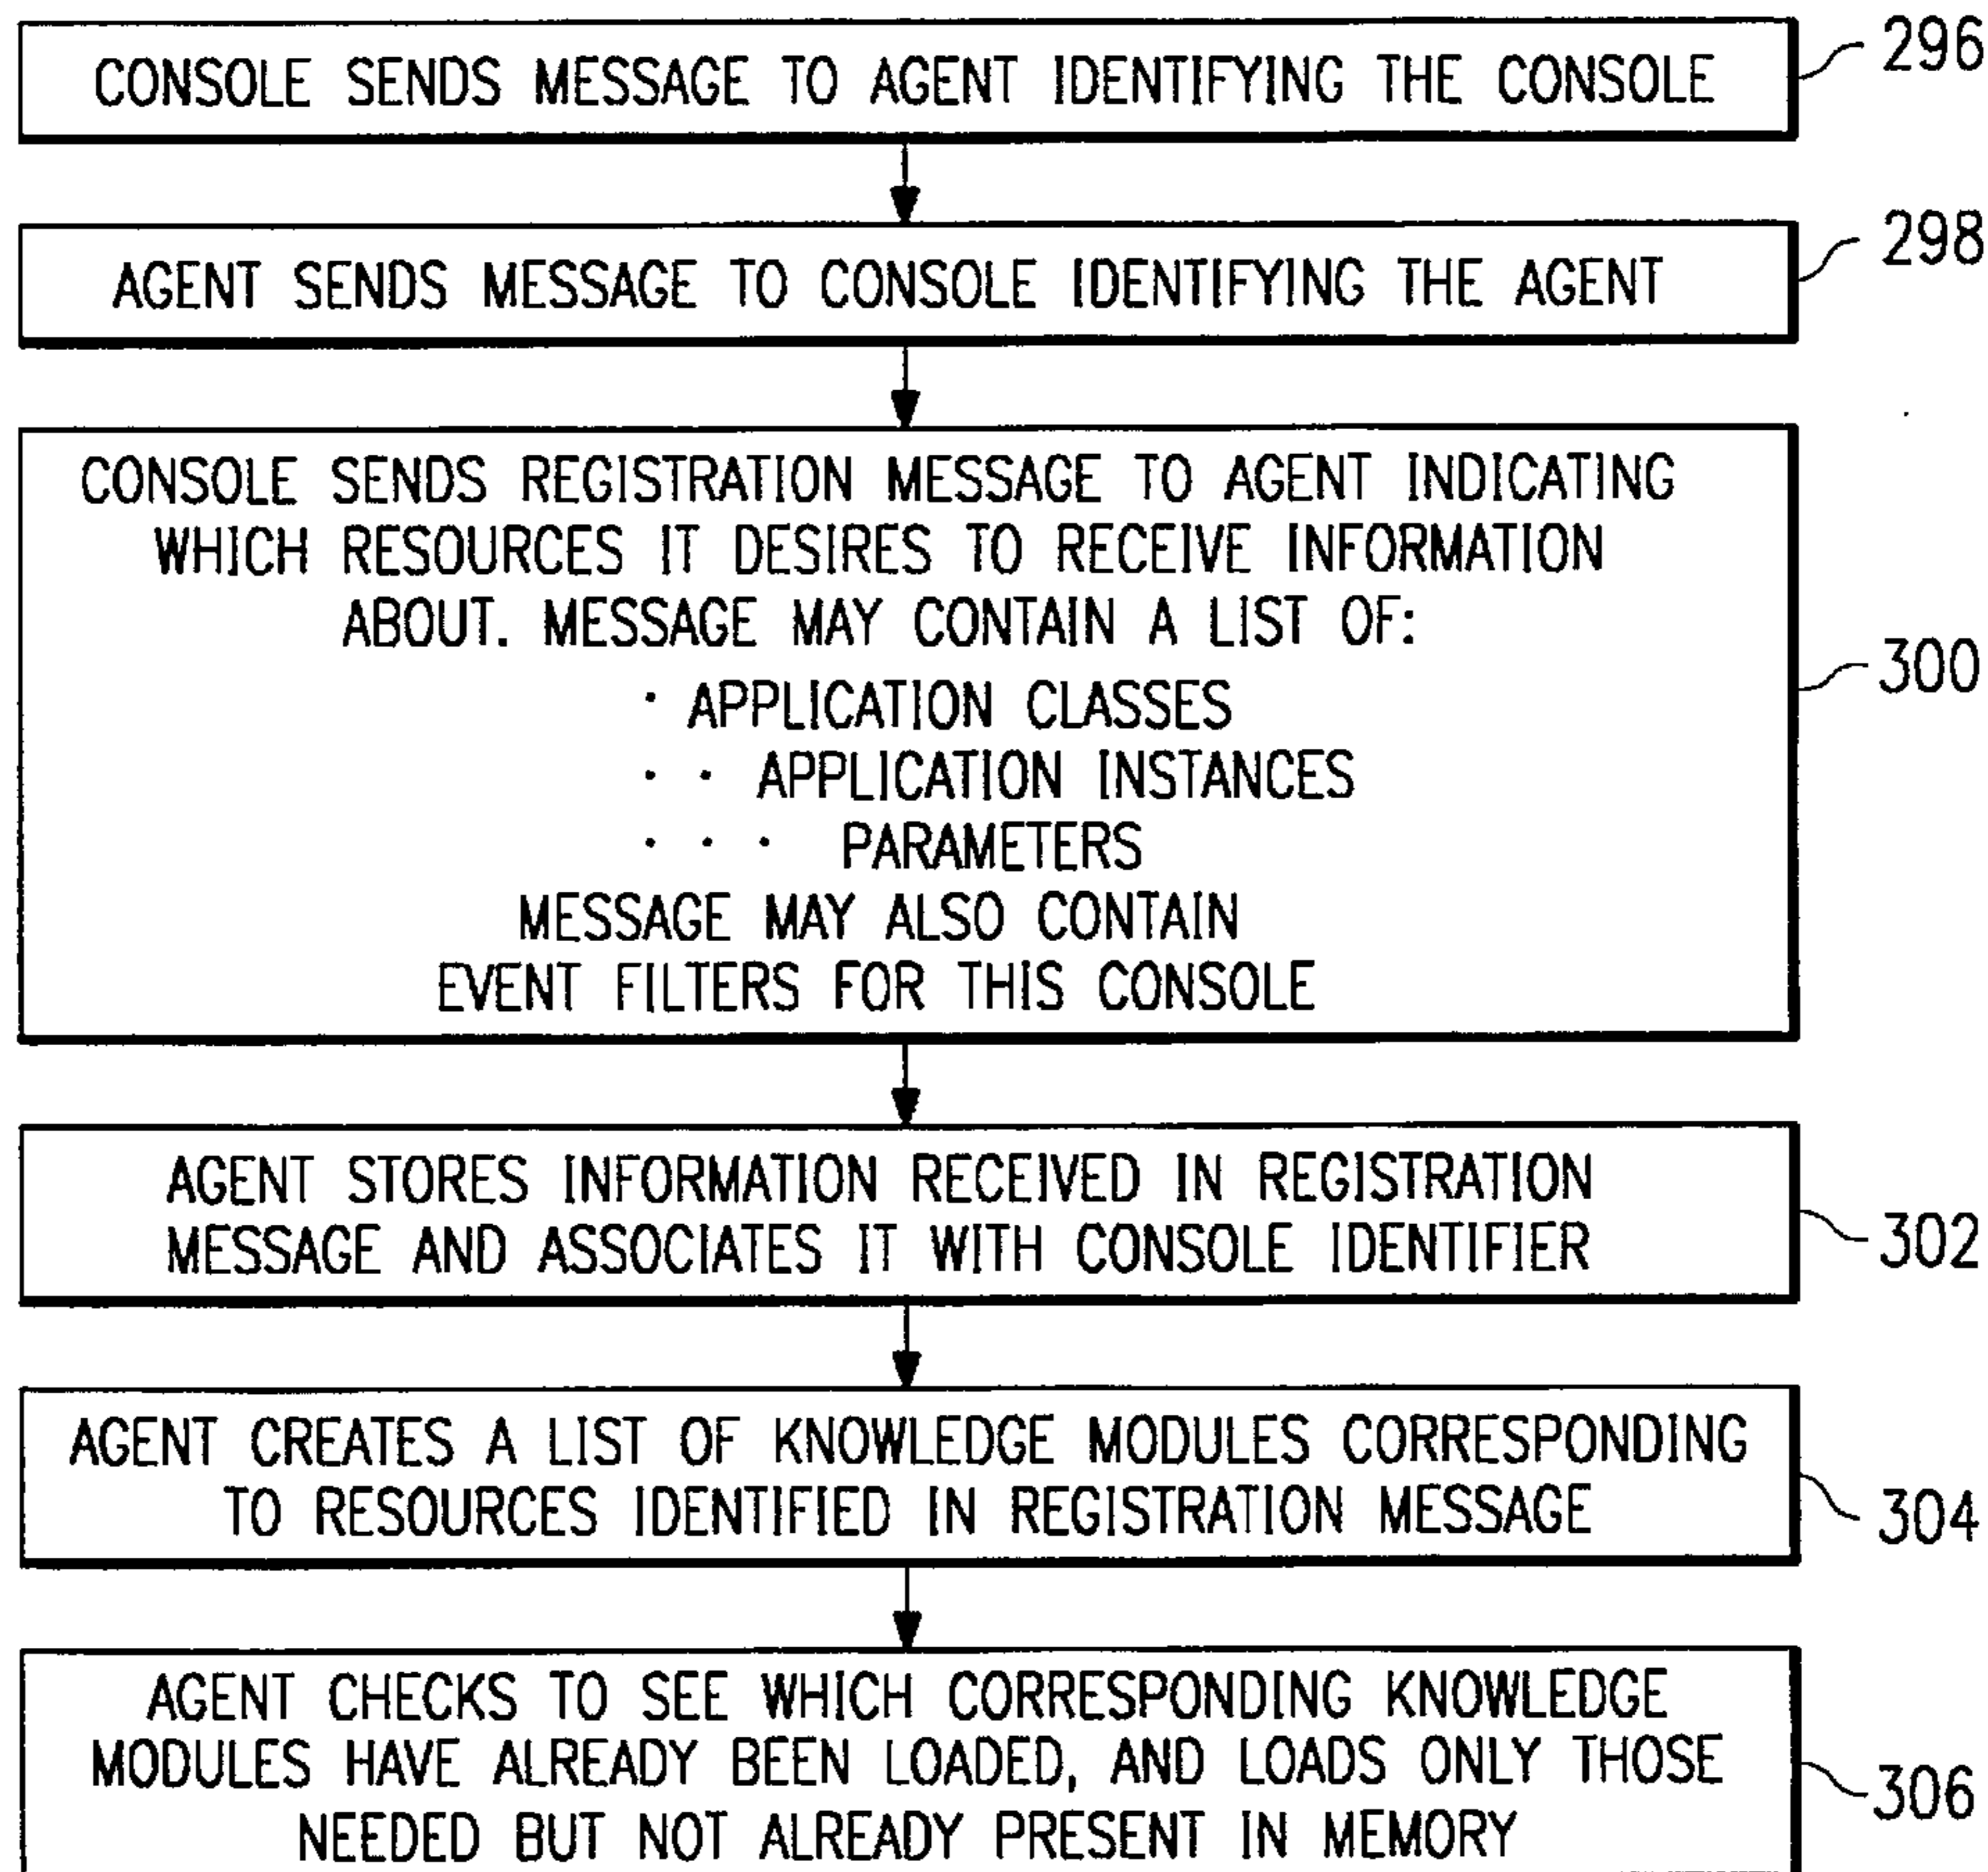 CONSOLE SENDS MESSAGE TO AGENT IDENTIFYING THE CONSOLE
296
AGENT SENDS MESSAGE TO CONSOLE IDENTIFYING THE AGENT
298
CONSOLE SENDS REGISTRATION MESSAGE TO AGENT INDICATING
WHICH RESOURCES IT DESIRES TO RECEIVE INFORMATION
ABOUT. MESSAGE MAY CONTAIN A LIST OF:
· APPLICATION CLASSES
· · APPLICATION INSTANCES
· · · PARAMETERS
MESSAGE MAY ALSO CONTAIN
EVENT FILTERS FOR THIS CONSOLE
300
AGENT STORES INFORMATION RECEIVED IN REGISTRATION
MESSAGE AND ASSOCIATES IT WITH CONSOLE IDENTIFIER
302
AGENT CREATES A LIST OF KNOWLEDGE MODULES CORRESPONDING
TO RESOURCES IDENTIFIED IN REGISTRATION MESSAGE
304
AGENT CHECKS TO SEE WHICH CORRESPONDING KNOWLEDGE
MODULES HAVE ALREADY BEEN LOADED, AND LOADS ONLY THOSE
NEEDED BUT NOT ALREADY PRESENT IN MEMORY
306